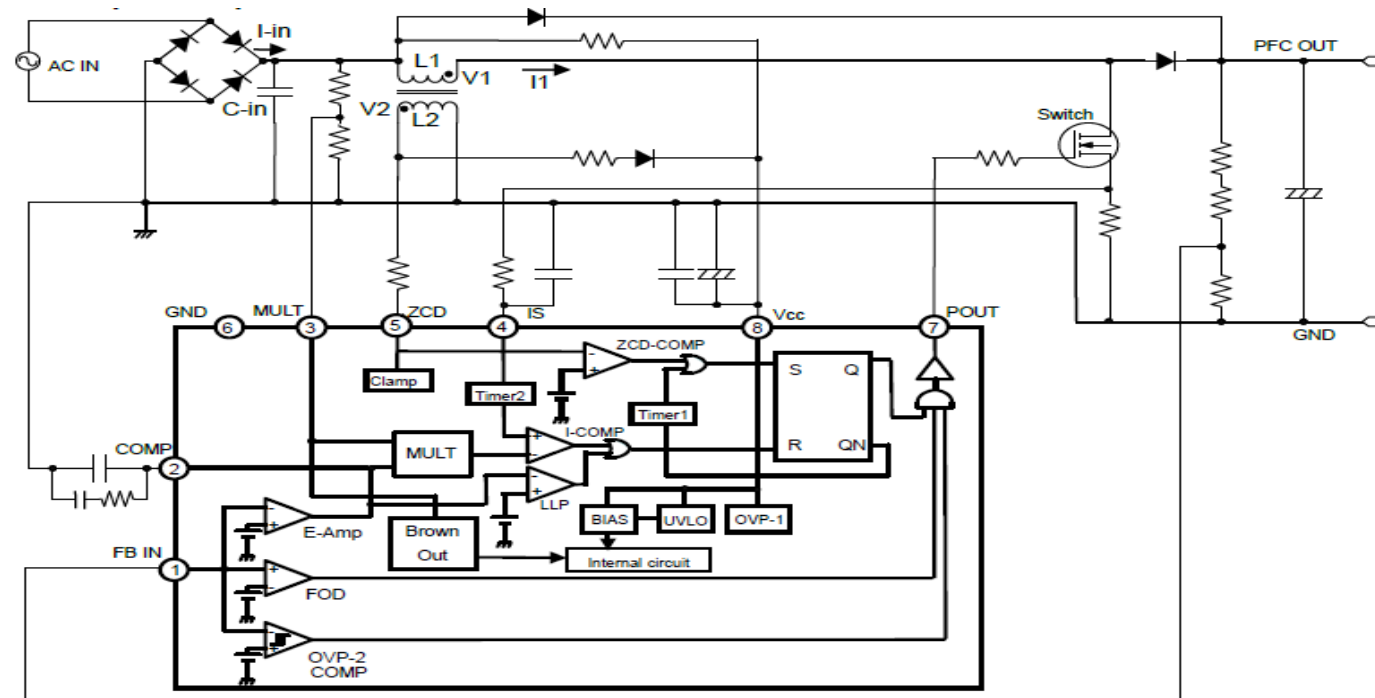 I-in
PFC OUT
AC IN
L1
V1
I1
C-in
V2
L2
Switch
GND
MULT
ZCD
IS
Vcc
POUT
GND
6
3
5
4
8
7
ZCD-COMP
Clamp
S
Q
Timer2
Timer1
I-COMP
COMP
MULT
R
QN
2
LLP
E-Amp
Brown
Out
BIAS
UVLO
OVP-1
FB IN
Internal circuit
1
FOD
OVP-2
COMP